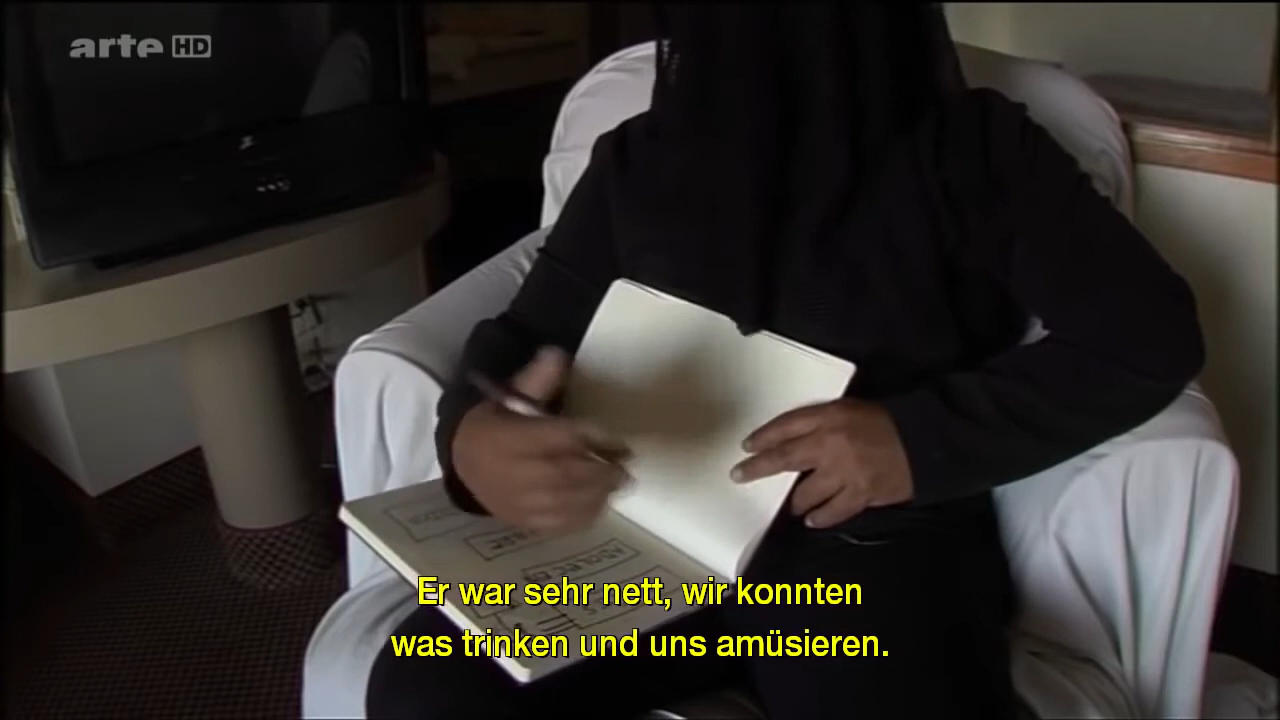 arte HD
Er war sehr nett, wir konnten
was trinken und uns amüsieren.